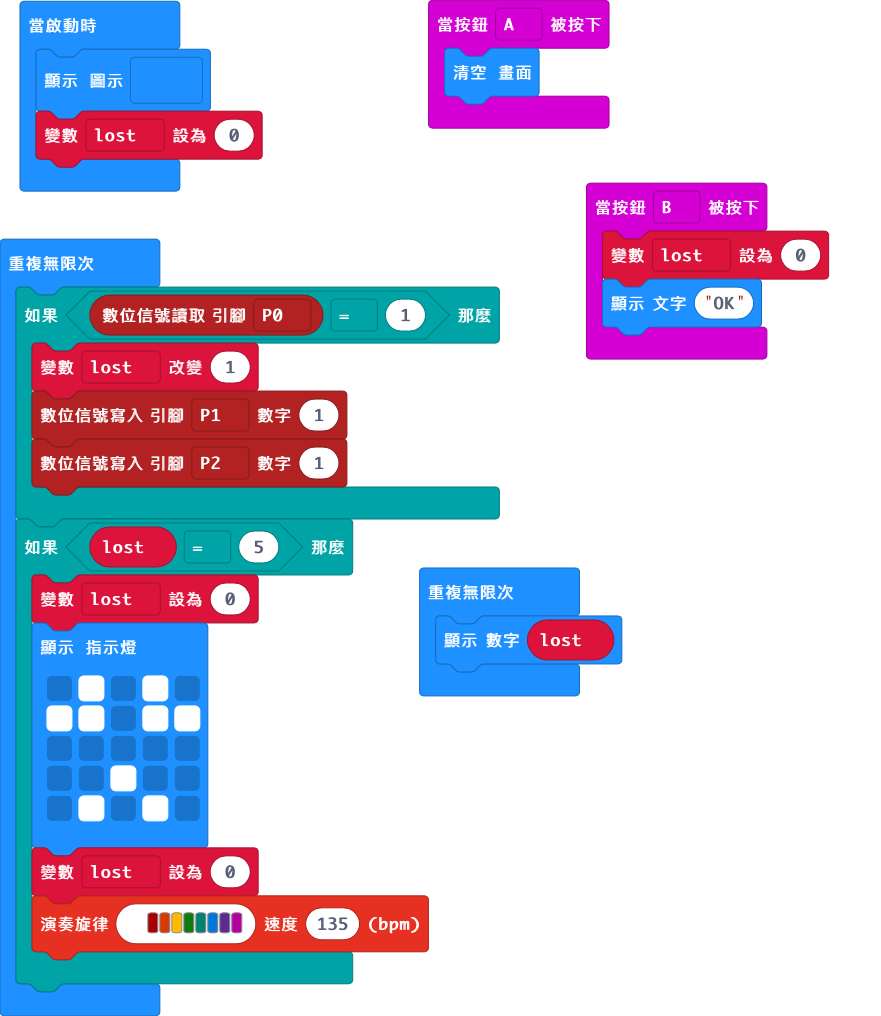 當啟動時
顯示 圖示
變數 lost 設為 0
當按鈕 A 被按下
清空 畫面
當按鈕 B 被按下
變數 lost 設為 0
顯示 文字 "OK"
重複無限次
如果 數位信號讀取 引腳 P0 = 1 那麼
變數 lost 改變 1
數位信號寫入 引腳 P1 數字 1
數位信號寫入 引腳 P2 數字 1
如果 lost = 5 那麼
變數 lost 設為 0
顯示 指示燈
變數 lost 設為 0
演奏旋律 速度 135 (bpm)
重複無限次
顯示 數字 lost